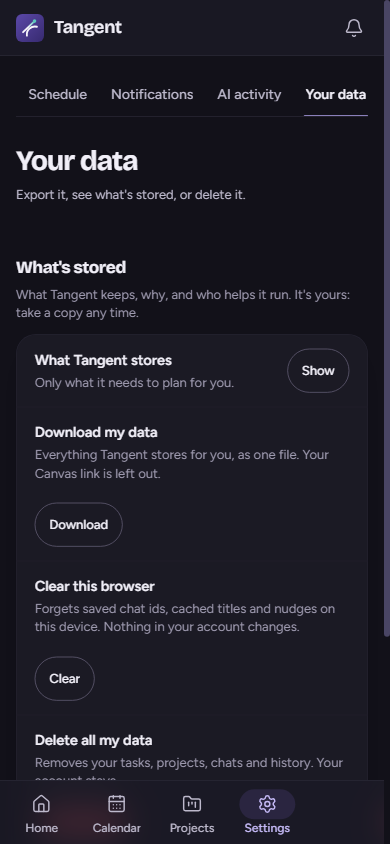 Tangent
Schedule Notifications AI activity Your data
Your data
Export it, see what's stored, or delete it.
What's stored
What Tangent keeps, why, and who helps it run. It's yours:
take a copy any time.
What Tangent stores
Only what it needs to plan for you.
Show
Download my data
Everything Tangent stores for you, as one file. Your
Canvas link is left out.
Download
Clear this browser
Forgets saved chat ids, cached titles and nudges on
this device. Nothing in your account changes.
Clear
Delete all my data
Removes your tasks, projects, chats and history. Your
account stays.
Home Calendar Projects Settings